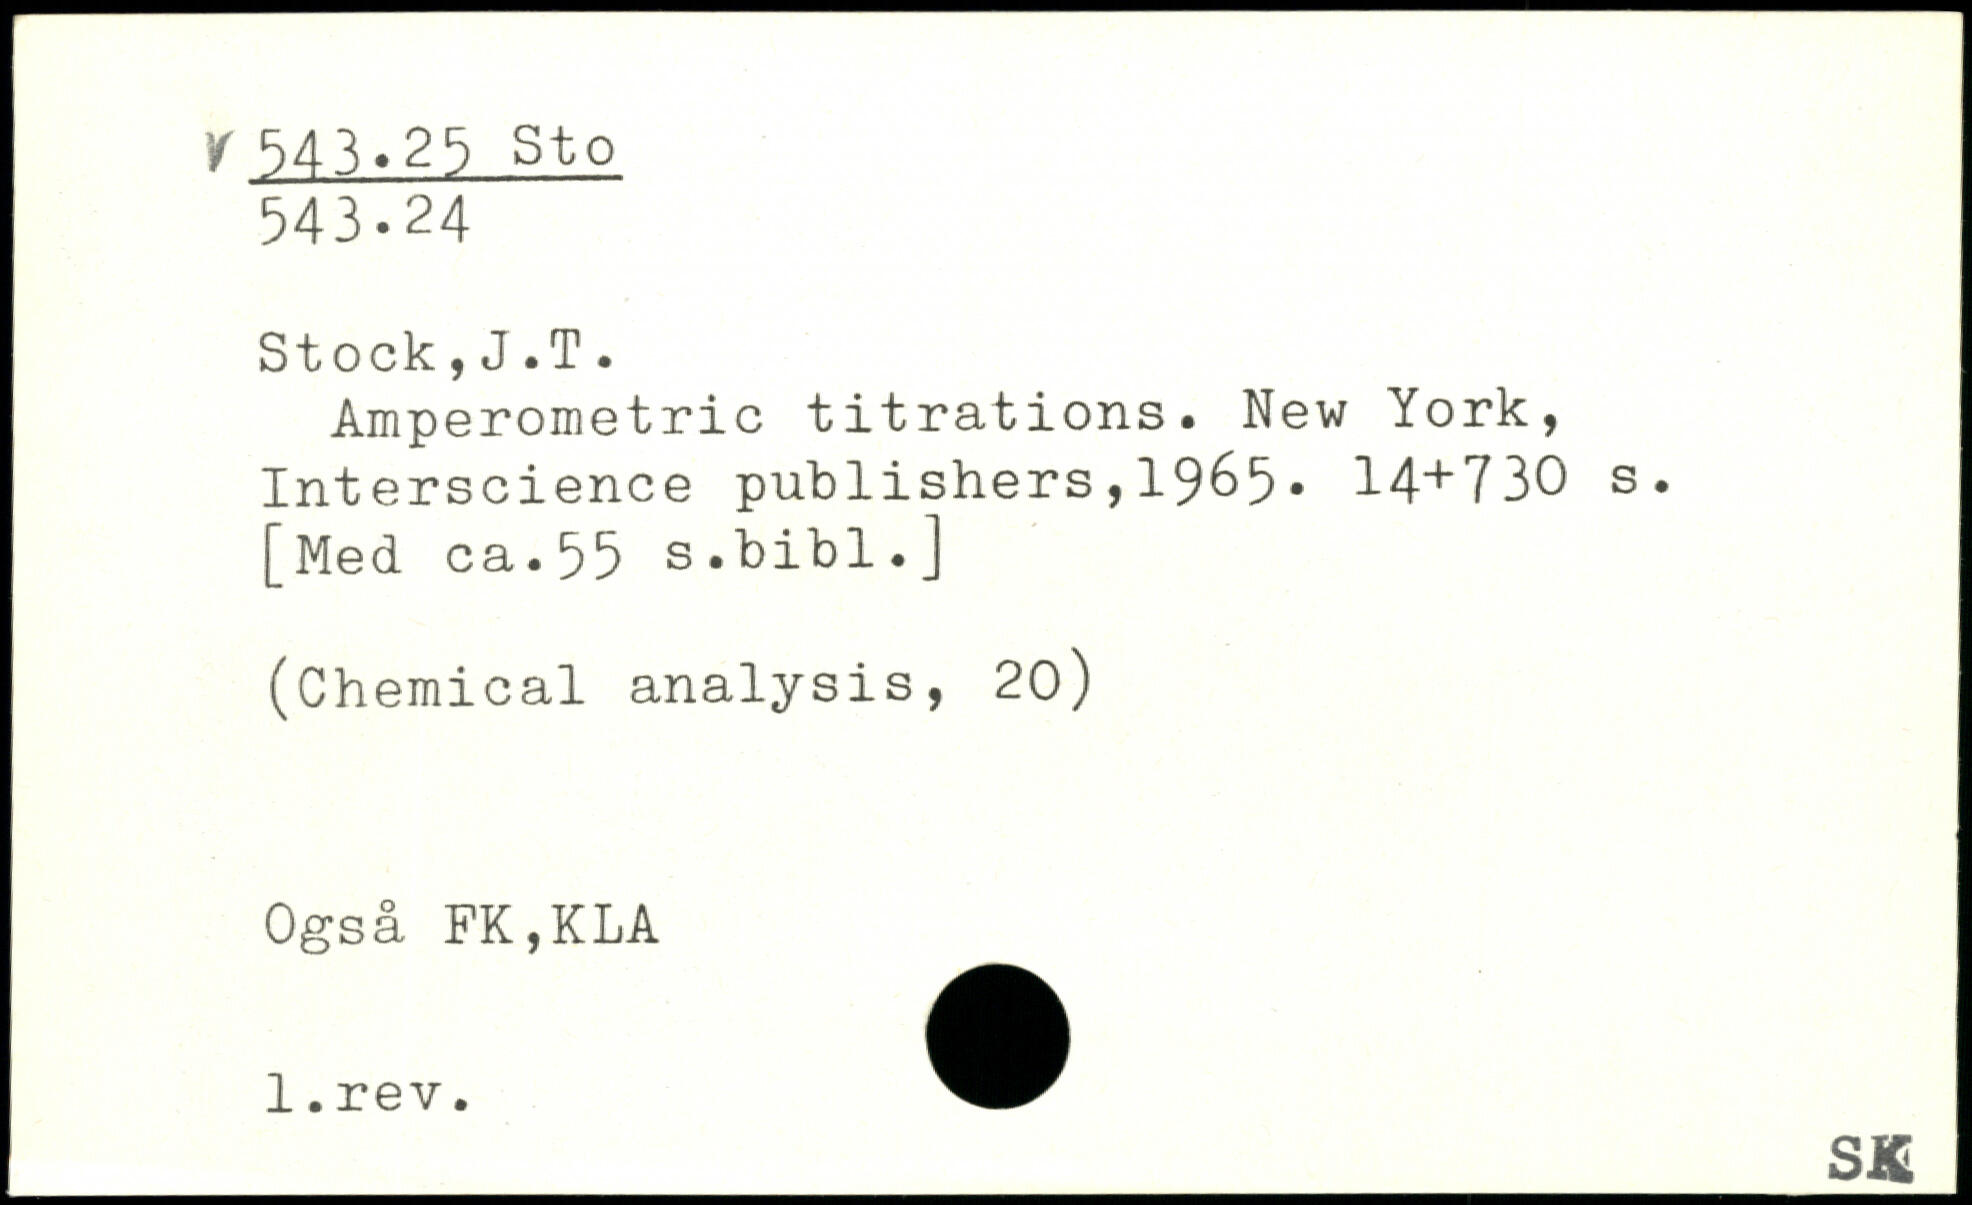 v 543.25 Sto
543.24
Stock,J.T.
Amperometric titrations. New York,
Interscience publishers,1965. 14+730 s.
[Med ca.55 s.bibl.]
(Chemical analysis, 20)
Også FK,KLA
1.rev.
SK